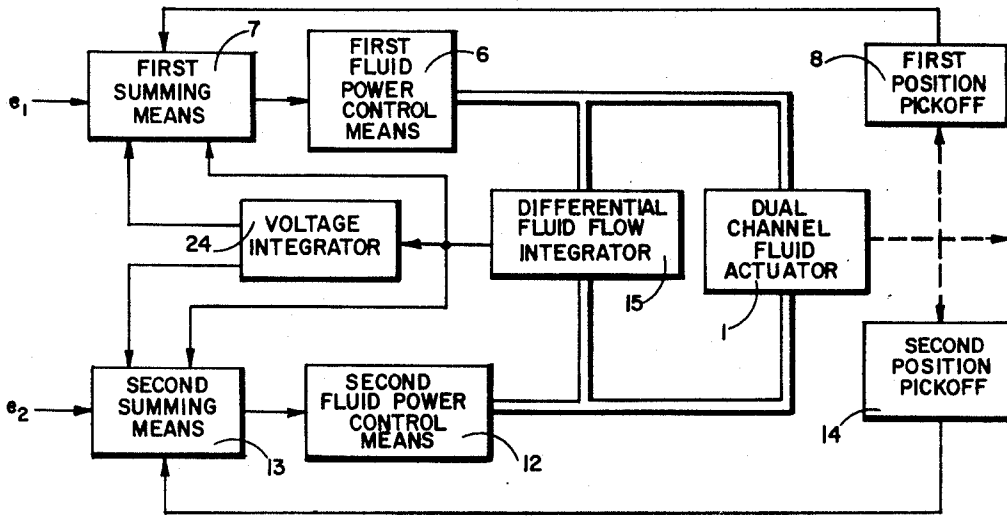 7
FIRST
SUMMING
MEANS
e₁
FIRST
FLUID
POWER
CONTROL
MEANS
6
8
FIRST
POSITION
PICKOFF
24
VOLTAGE
INTEGRATOR
DIFFERENTIAL
FLUID FLOW
INTEGRATOR
15
DUAL
CHANNEL
FLUID
ACTUATOR
1
e₂
SECOND
SUMMING
MEANS
13
SECOND
FLUID POWER
CONTROL
MEANS
12
SECOND
POSITION
PICKOFF
14